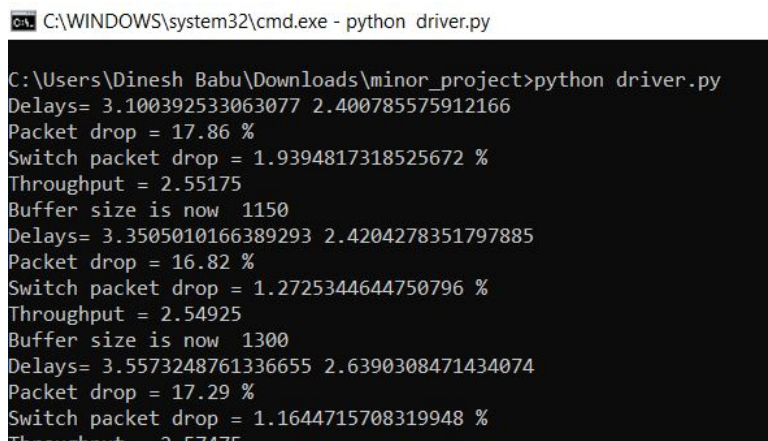 C:\WINDOWS\system32\cmd.exe - python driver.py
C:\Users\Dinesh Babu\Downloads\minor_project>python driver.py
Delays= 3.100392533063077 2.400785575912166
Packet drop = 17.86 %
Switch packet drop = 1.9394817318525672 %
Throughput = 2.55175
Buffer size is now  1150
Delays= 3.3505010166389293 2.4204278351797885
Packet drop = 16.82 %
Switch packet drop = 1.2725344644750796 %
Throughput = 2.54925
Buffer size is now  1300
Delays= 3.5573248761336655 2.6390308471434074
Packet drop = 17.29 %
Switch packet drop = 1.1644715708319948 %
Throughput = 2.57475